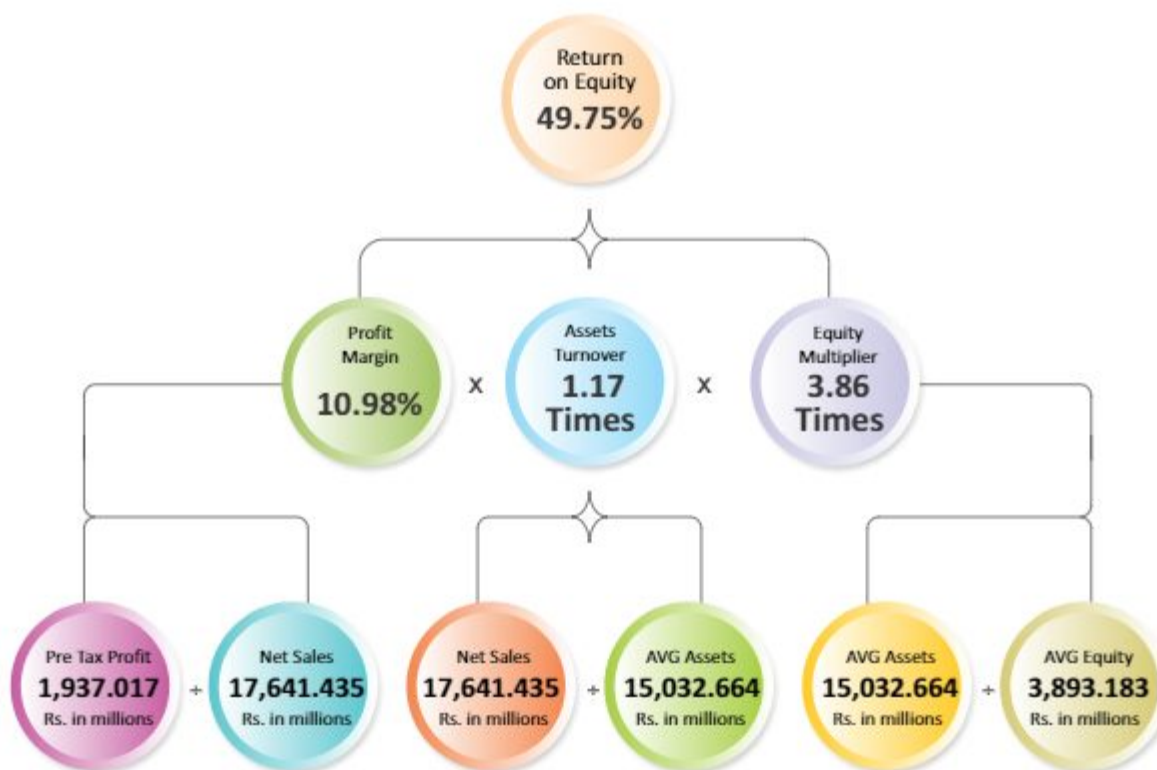 Return
on Equity
49.75%
Profit
Margin
10.98%
x
Assets
Turnover
1.17
Times
x
Equity
Multiplier
3.86
Times
Pre Tax Profit
1,937.017
Rs. in millions
÷
Net Sales
17,641.435
Rs. in millions
Net Sales
17,641.435
Rs. in millions
÷
AVG Assets
15,032.664
Rs. in millions
AVG Assets
15,032.664
Rs. in millions
÷
AVG Equity
3,893.183
Rs. in millions